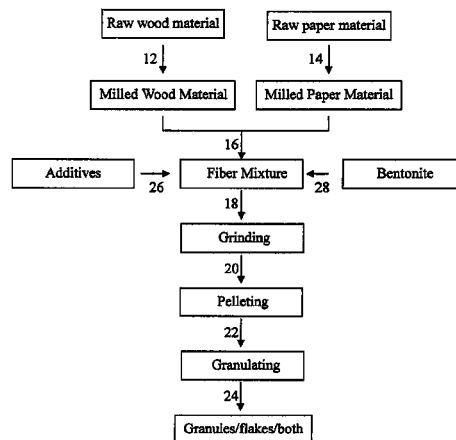 Raw wood material
Raw paper material
12
14
Milled Wood Material
Milled Paper Material
16
Additives
26
Fiber Mixture
28
Bentonite
18
Grinding
20
Pelleting
22
Granulating
24
Granules/flakes/both